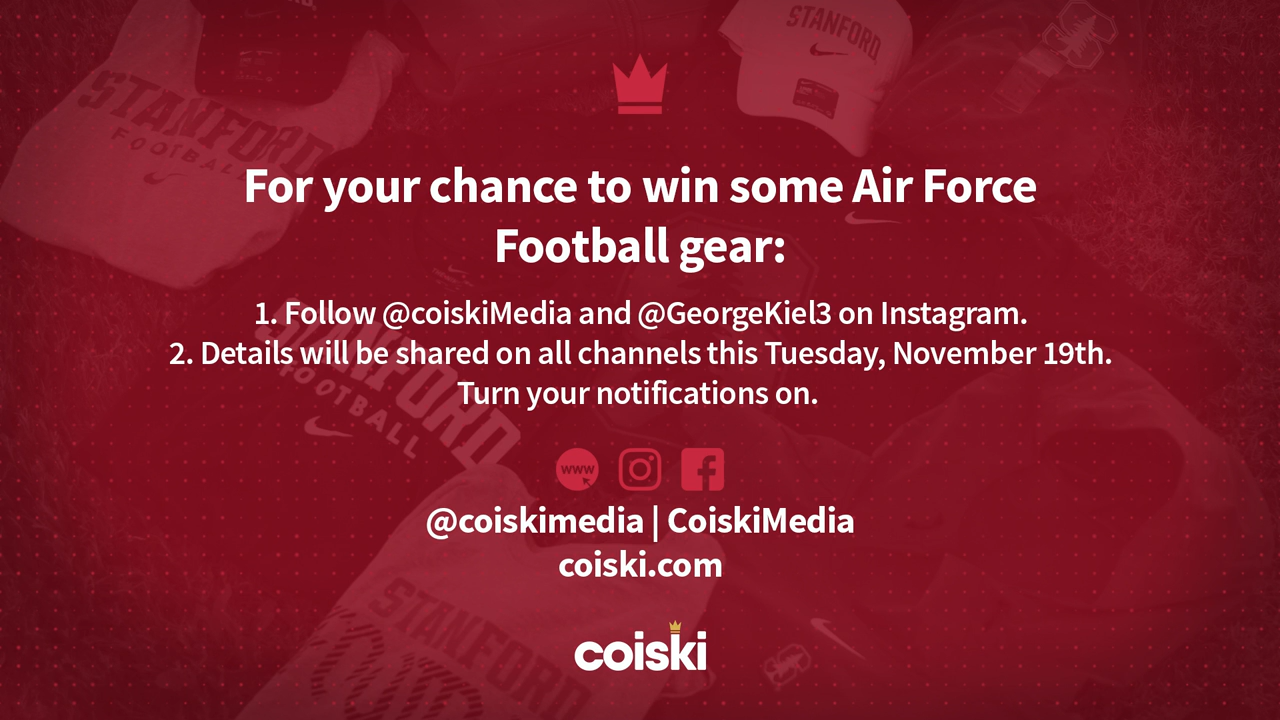 STANFORD
STANFORD
FOOTBALL
For your chance to win some Air Force
Football gear:
1. Follow @coiskiMedia and @GeorgeKiel3 on Instagram.
2. Details will be shared on all channels this Tuesday, November 19th.
Turn your notifications on.
STANFORD
FOOTBALL
www
@coiskimedia | CoiskiMedia
coiski.com
STANFORD
coiski